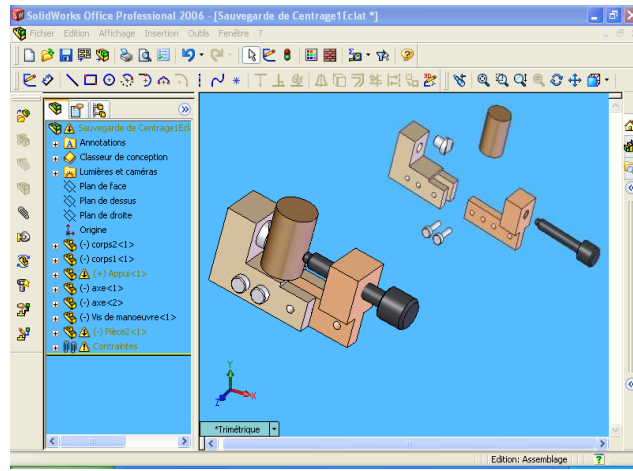 SolidWorks Office Professional 2006 - [Sauvegarde de Centrage1Eclat *]
Fichier Edition Affichage Insertion Outils Fenêtre ?
Sauvegarde de Centrage1Ecl
Annotations
Classeur de conception
Lumières et caméras
Plan de face
Plan de dessus
Plan de droite
Origine
(-) corps2<1>
(-) corps1<1>
(+) Appui<1>
(-) axe<1>
(-) axe<2>
(-) Vis de manoeuvre<1>
(-) Pièce2<1>
Contraintes
Y
X
Z
*Trimétrique
Edition: Assemblage